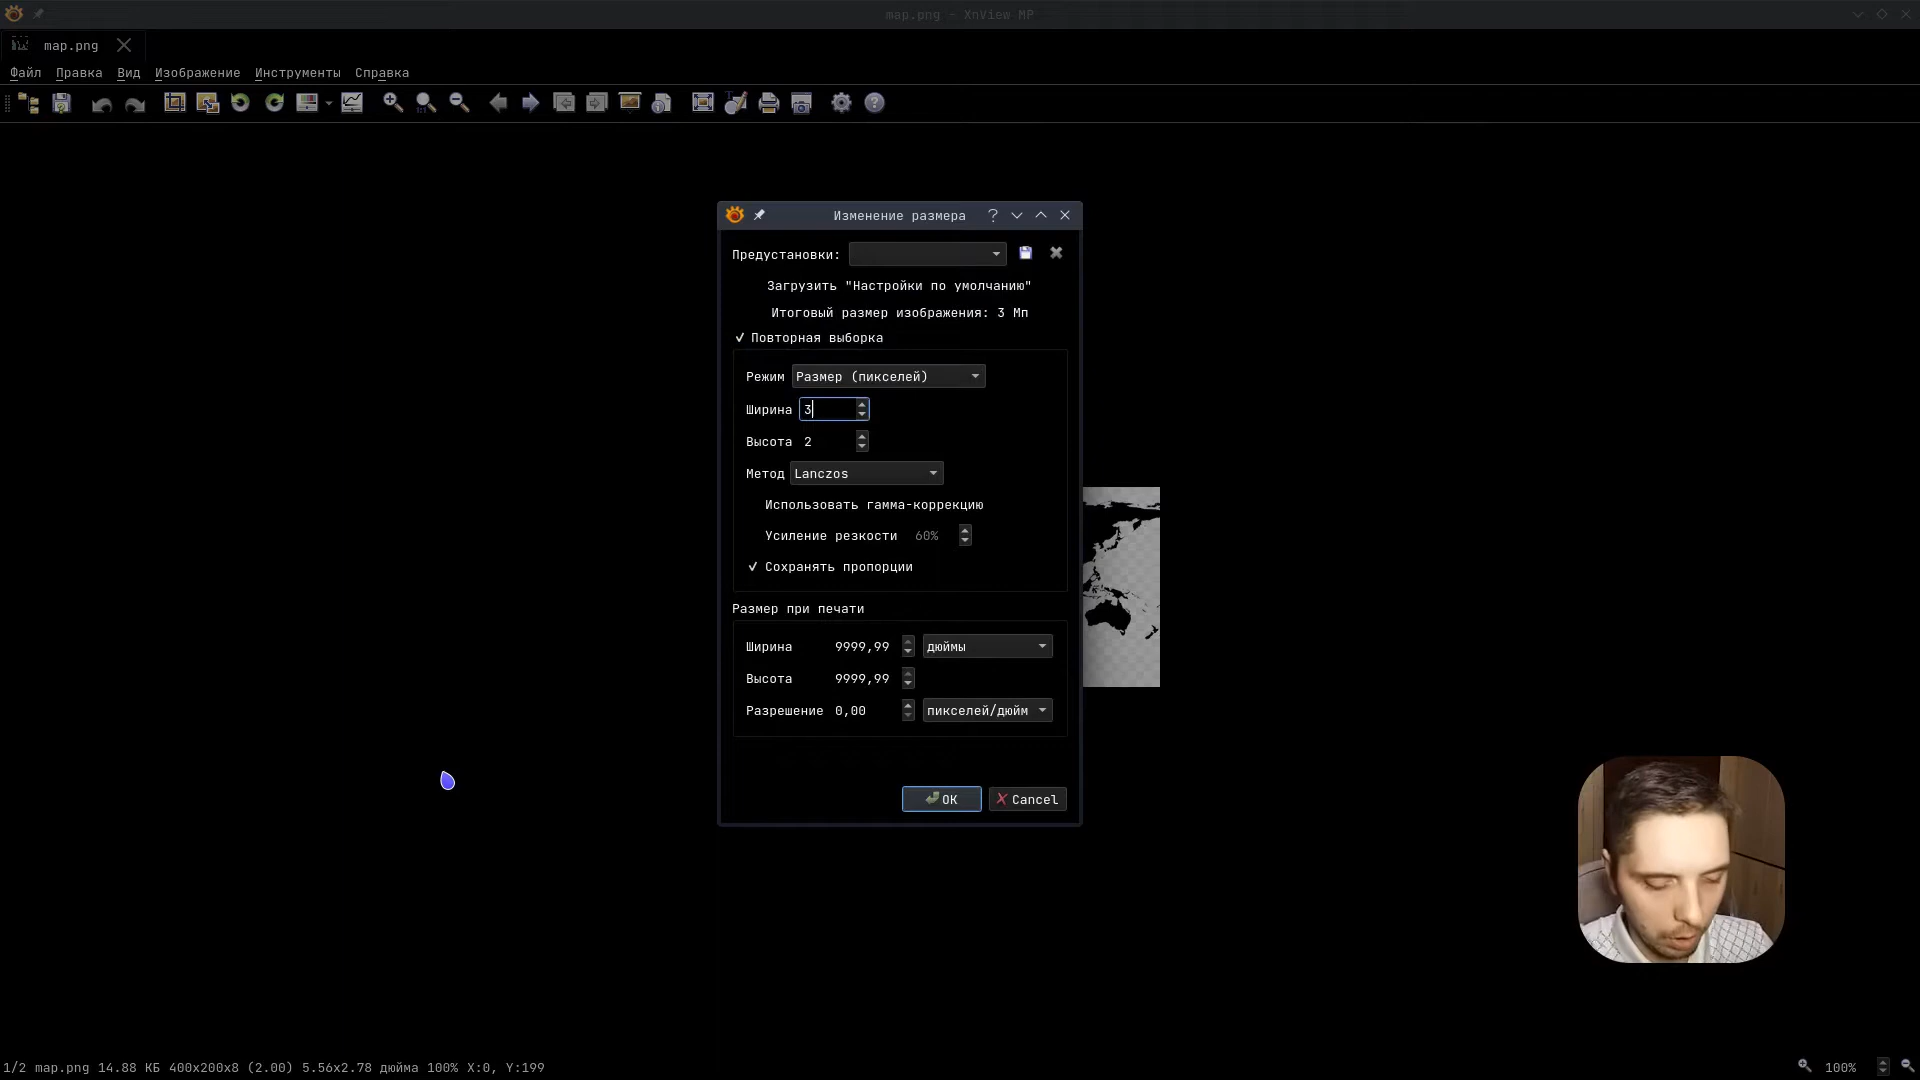 map.png – XnView MP
map.png
Файл Правка Вид Изображение Инструменты Справка
Изменение размера
Предустановки:
Загрузить "Настройки по умолчанию"
Итоговый размер изображения: 3 Мп
Повторная выборка
Режим Размер (пикселей)
Ширина 3
Высота 2
Метод Lanczos
Использовать гамма-коррекцию
Усиление резкости 60%
Сохранять пропорции
Размер при печати
Ширина 9999,99 дюймы
Высота 9999,99
Разрешение 0,00 пикселей/дюйм
OK Cancel
1/2 map.png 14.88 КБ 400x200x8 (2.00) 5.56x2.78 дюйма 100% X:0, Y:199
100%